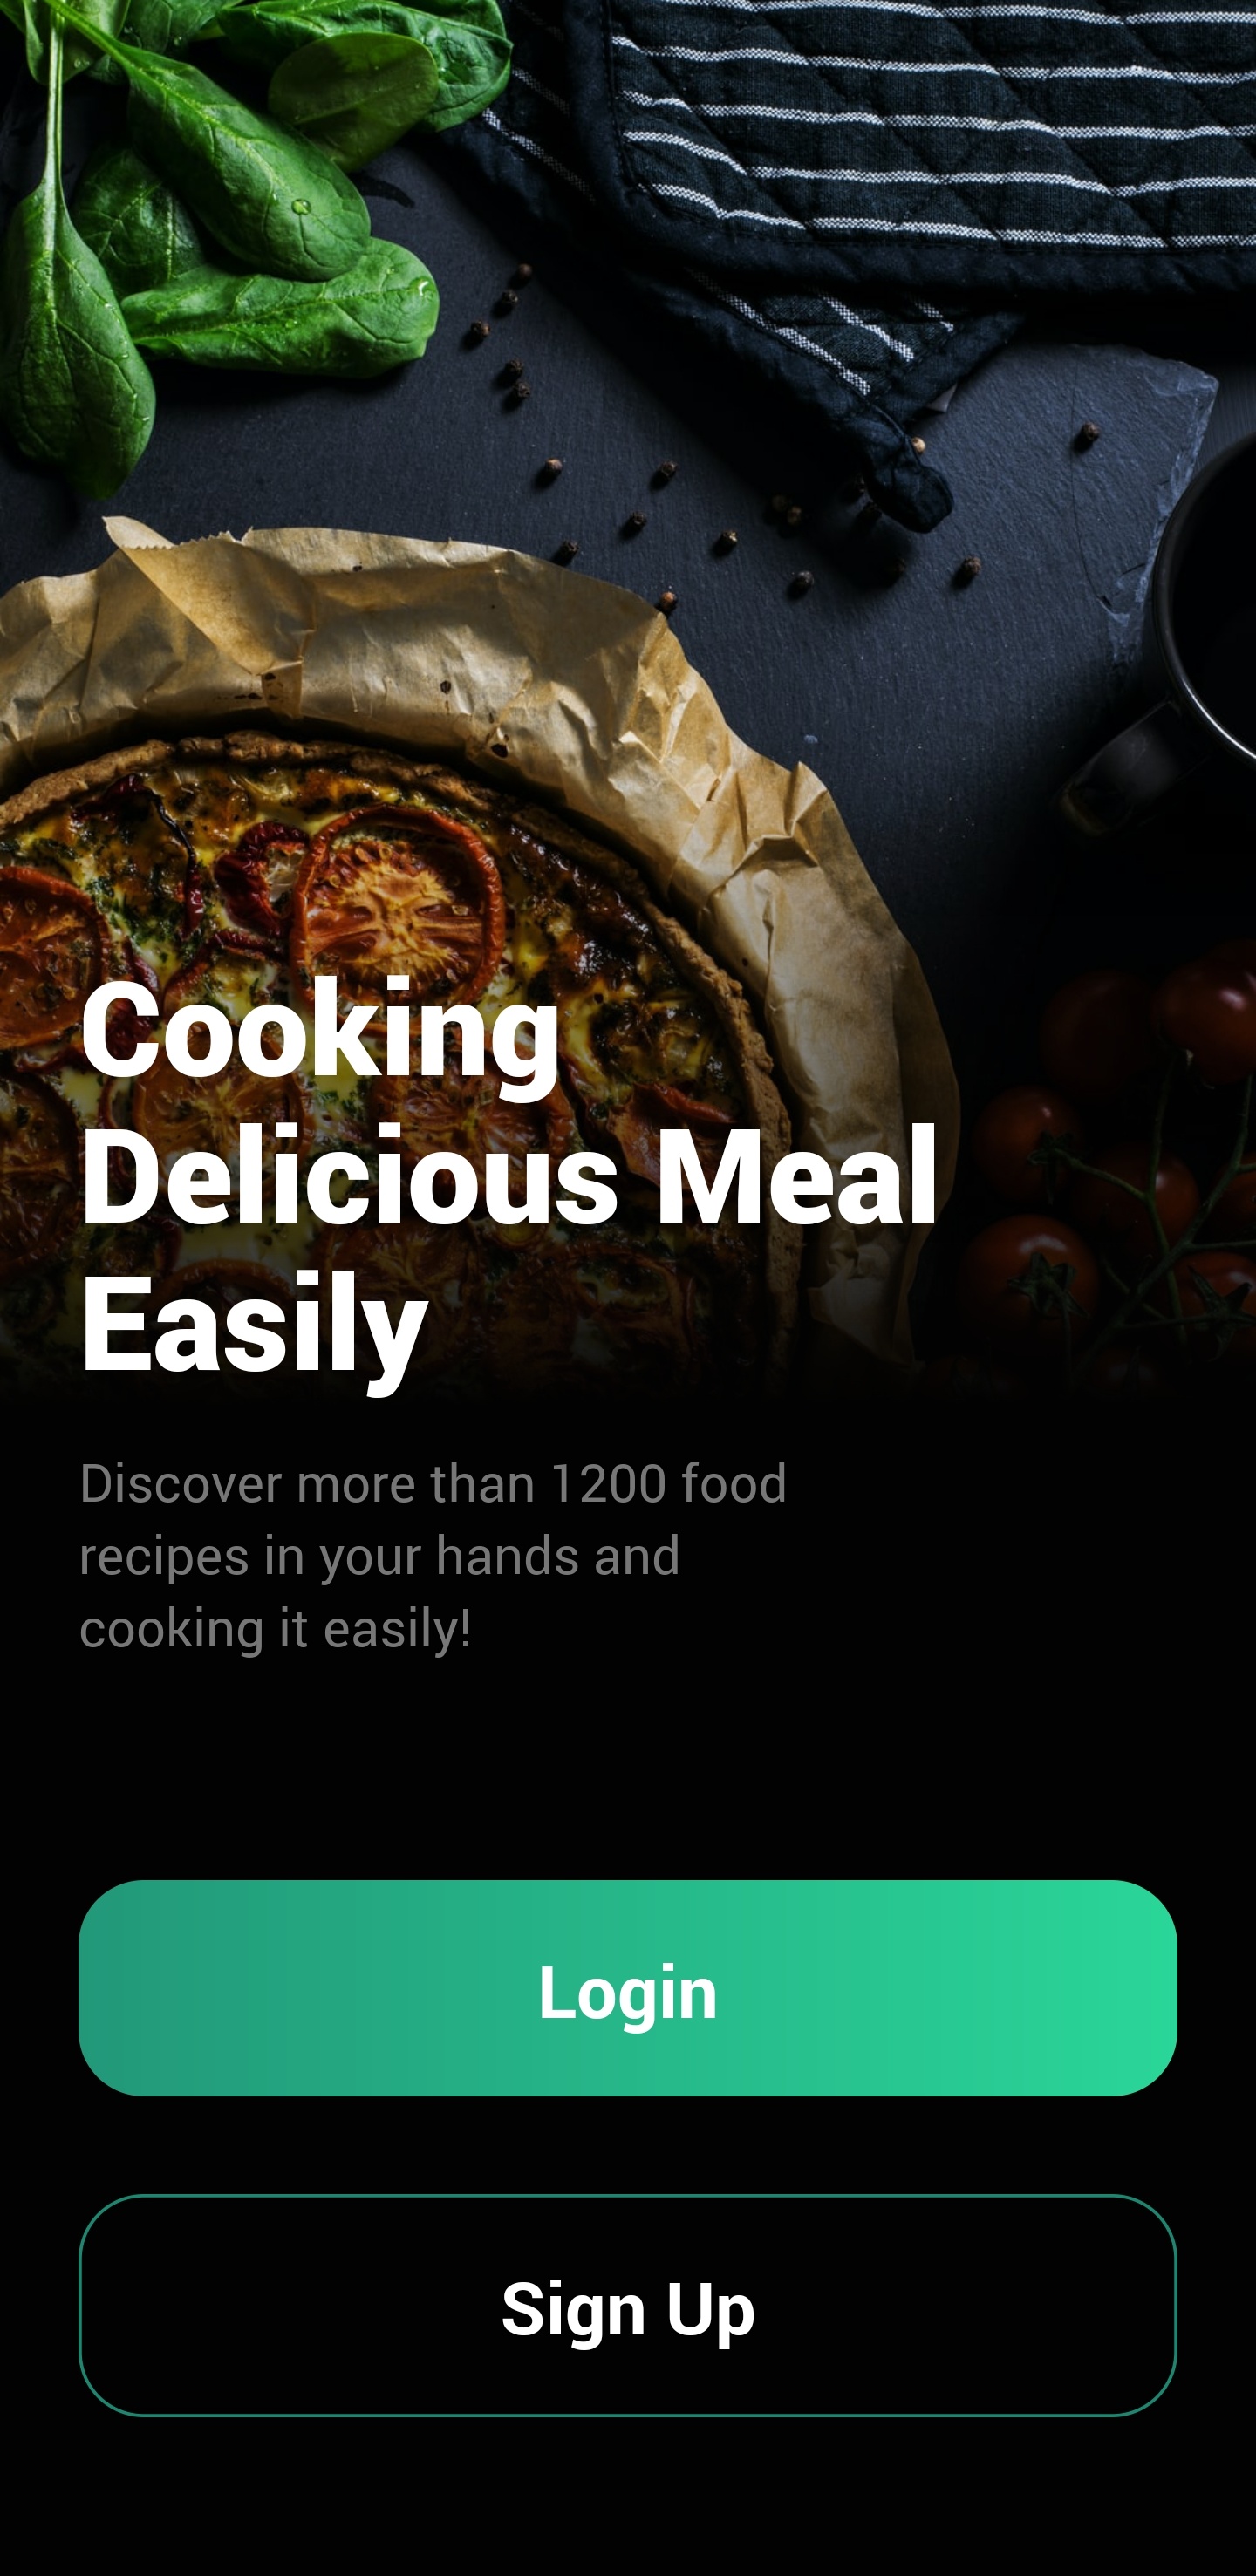 Cooking
Delicious Meal
Easily
Discover more than 1200 food
recipes in your hands and
cooking it easily!
Login
Sign Up